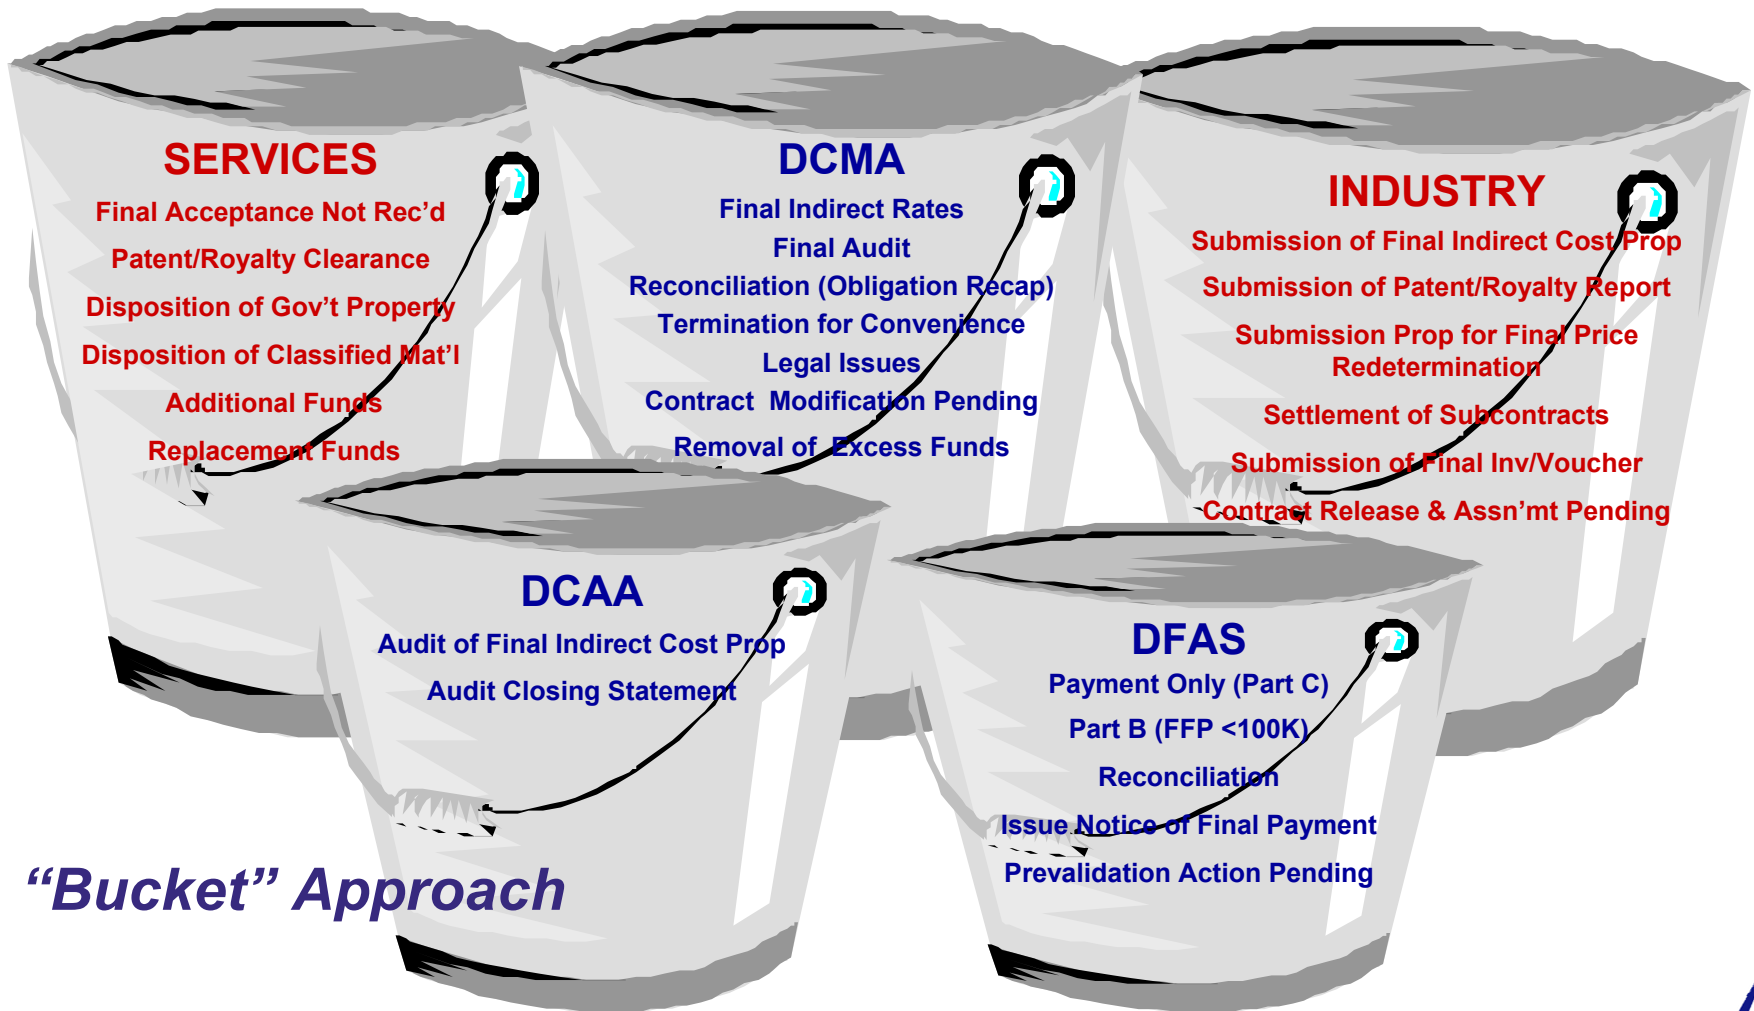 SERVICES
Final Acceptance Not Rec’d
Patent/Royalty Clearance
Disposition of Gov’t Property
Disposition of Classified Mat’l
Additional Funds
Replacement Funds
DCMA
Final Indirect Rates
Final Audit
Reconciliation (Obligation Recap)
Termination for Convenience
Legal Issues
Contract  Modification Pending
Removal of  Excess Funds
INDUSTRY
Submission of Final Indirect Cost Prop
Submission of Patent/Royalty Report
Submission Prop for Final Price
Redetermination
Settlement of Subcontracts
Submission of Final Inv/Voucher
Contract Release & Assn’mt Pending
DCAA
Audit of Final Indirect Cost Prop
Audit Closing Statement
DFAS
Payment Only (Part C)
Part B (FFP <100K)
Reconciliation
Issue Notice of Final Payment
Prevalidation Action Pending
“Bucket” Approach